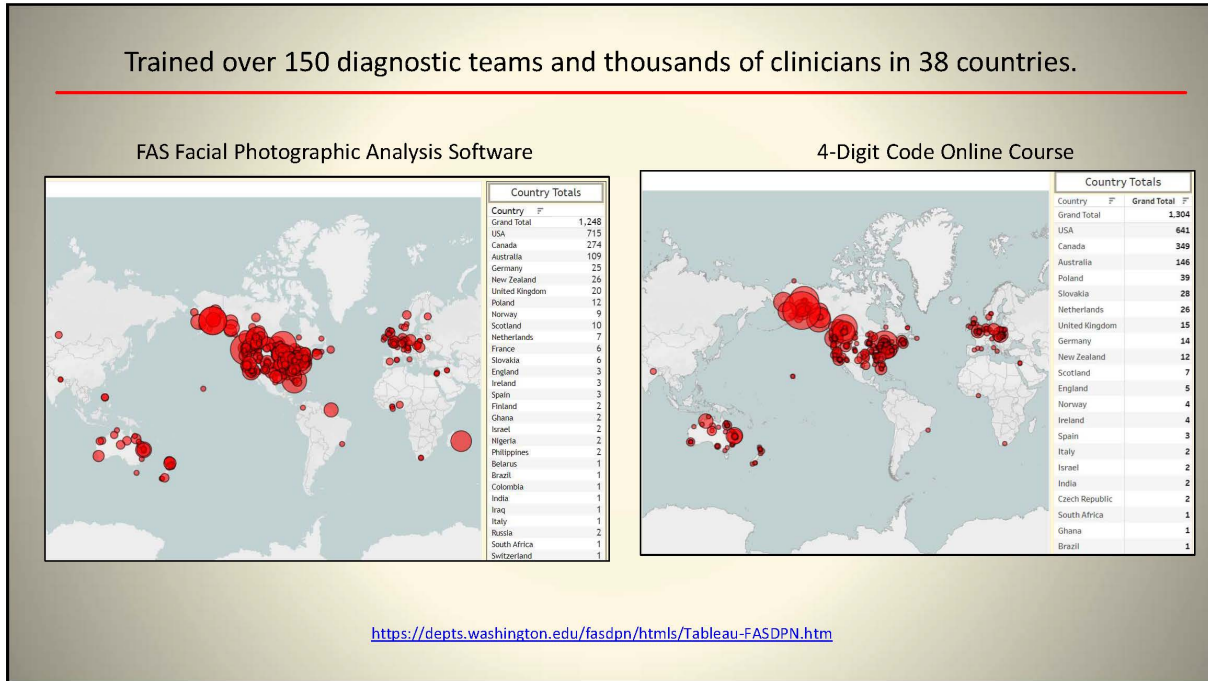 Trained over 150 diagnostic teams and thousands of clinicians in 38 countries.
FAS Facial Photographic Analysis Software
Country Totals
Country
Grand Total 1,248
USA 715
Canada 274
Australia 109
Germany 25
New Zealand 26
United Kingdom 20
Poland 12
Norway 9
Scotland 10
Netherlands 7
France 6
Slovakia 6
England 3
Ireland 3
Spain 3
Finland 2
Ghana 2
Israel 2
Nigeria 2
Philippines 2
Belarus 1
Brazil 1
Colombia 1
India 1
Iraq 1
Italy 1
Russia 2
South Africa 1
Switzerland 1
4-Digit Code Online Course
Country Totals
Country Grand Total
Grand Total 1,304
USA 641
Canada 349
Australia 146
Poland 39
Slovakia 28
Netherlands 26
United Kingdom 15
Germany 14
New Zealand 12
Scotland 7
England 5
Norway 4
Ireland 4
Spain 3
Italy 2
Israel 2
India 2
Czech Republic 2
South Africa 1
Ghana 1
Brazil 1
https://depts.washington.edu/fasdpn/htmls/Tableau-FASDPN.htm